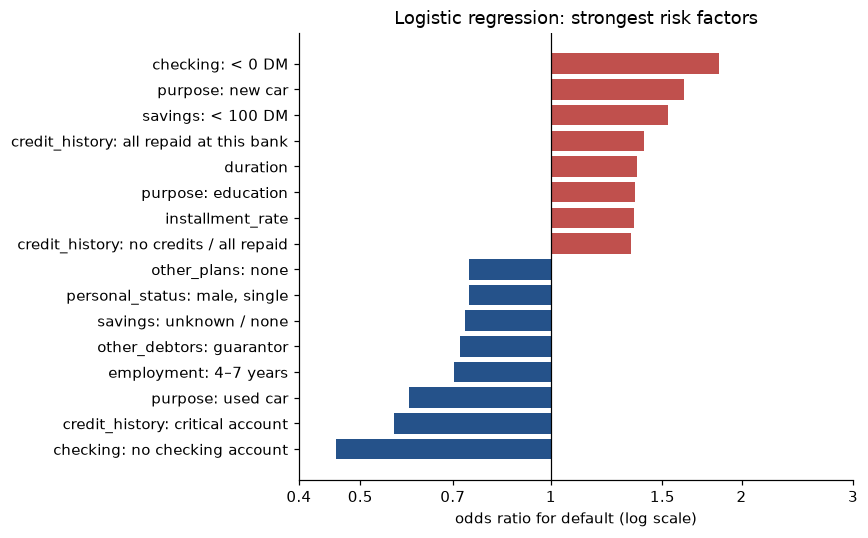 Logistic regression: strongest risk factors
checking: < 0 DM
purpose: new car
savings: < 100 DM
credit_history: all repaid at this bank
duration
purpose: education
installment_rate
credit_history: no credits / all repaid
other_plans: none
personal_status: male, single
savings: unknown / none
other_debtors: guarantor
employment: 4–7 years
purpose: used car
credit_history: critical account
checking: no checking account
0.4 0.5 0.7 1 1.5 2 3
odds ratio for default (log scale)